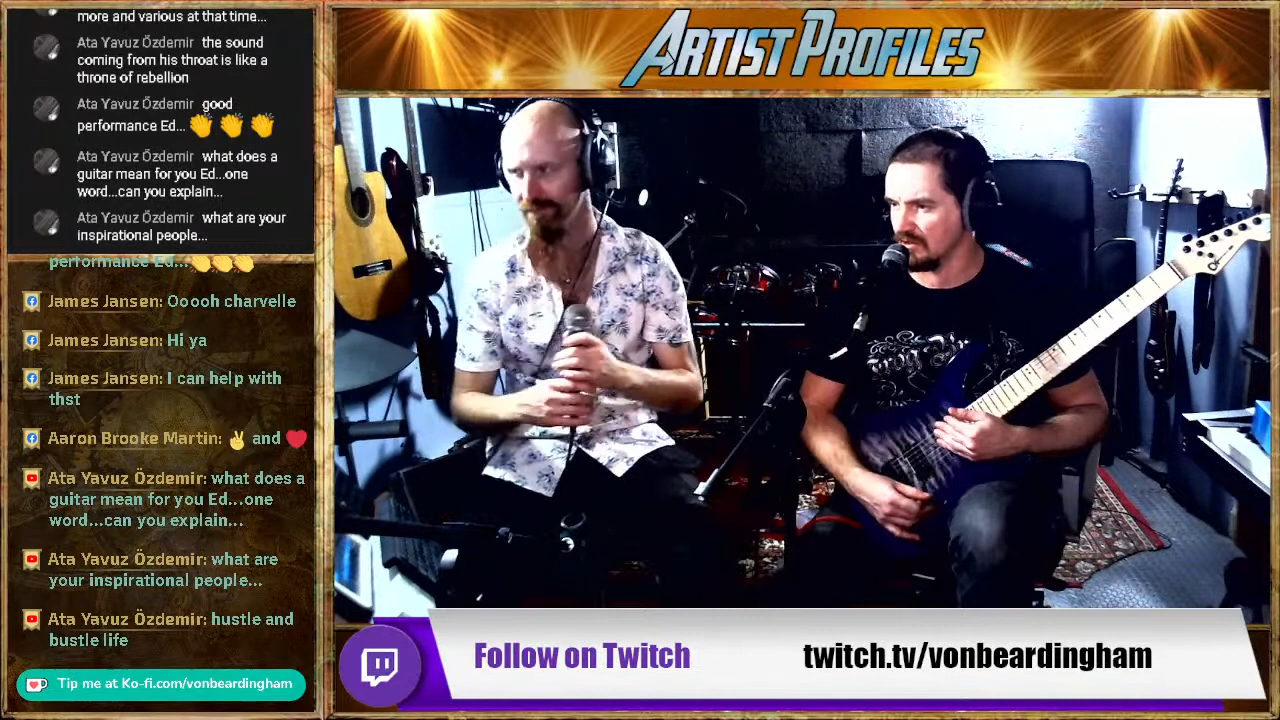 more and various at that time...
Ata Yavuz Özdemir the sound
coming from his throat is like a
throne of rebellion
Ata Yavuz Özdemir good
performance Ed... 👏 👏 👏
Ata Yavuz Özdemir what does a
guitar mean for you Ed...one
word...can you explain...
Ata Yavuz Özdemir what are your
inspirational people...
performance Ed...👏👏👏
James Jansen: Ooooh charvelle
James Jansen: Hi ya
James Jansen: I can help with
thst
Aaron Brooke Martin: ✌ and ❤
Ata Yavuz Özdemir: what does a
guitar mean for you Ed...one
word...can you explain...
Ata Yavuz Özdemir: what are
your inspirational people...
Ata Yavuz Özdemir: hustle and
bustle life
Tip me at Ko-fi.com/vonbeardingham
ARTIST PROFILES
Follow on Twitch
twitch.tv/vonbeardingham